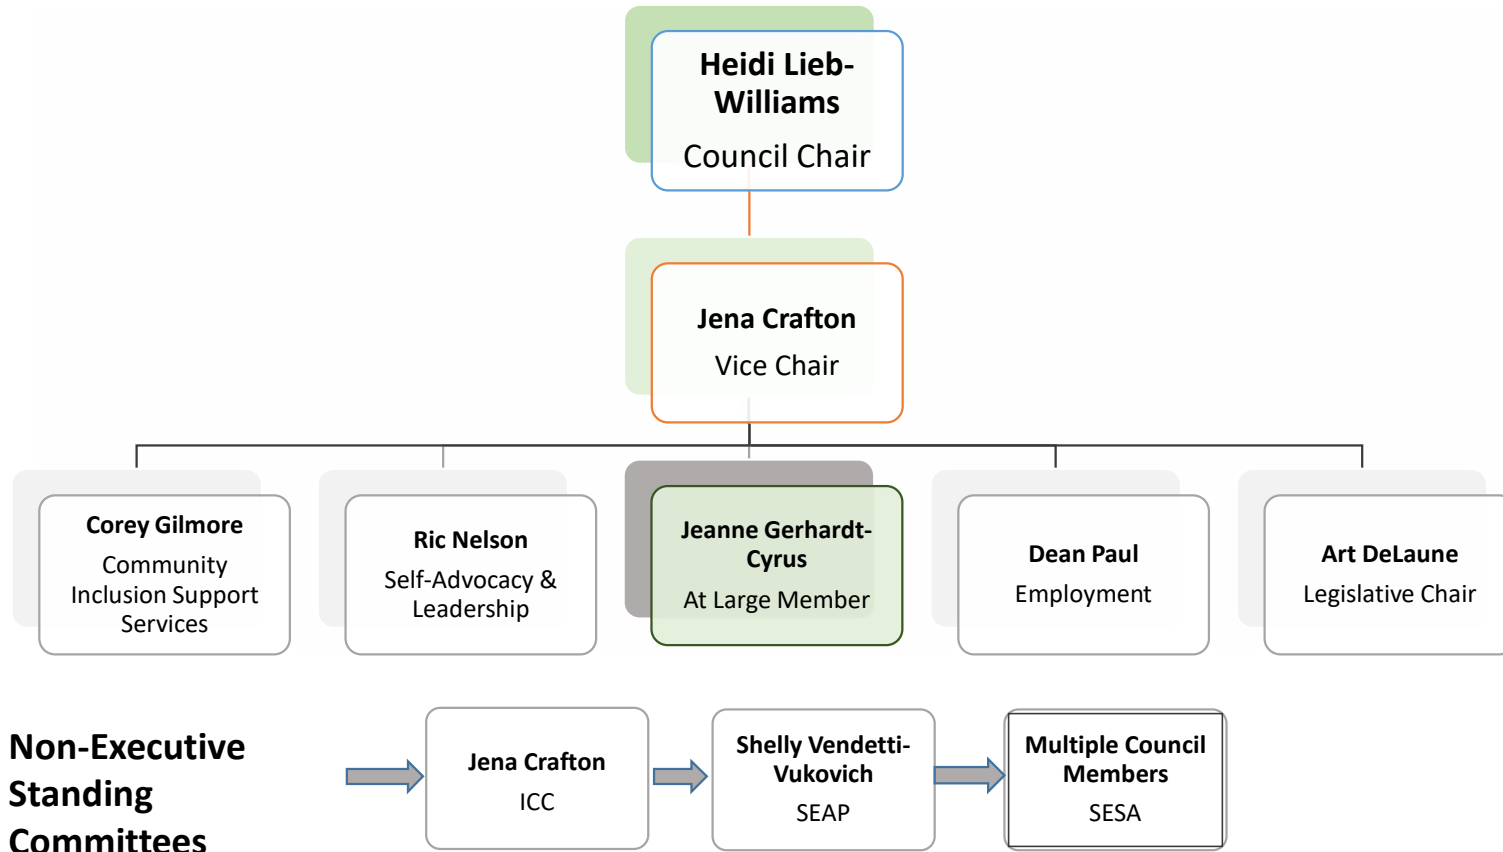 Heidi Lieb-
Williams
Council Chair
Jena Crafton
Vice Chair
Corey Gilmore
Community
Inclusion Support
Services
Ric Nelson
Self-Advocacy &
Leadership
Jeanne Gerhardt-
Cyrus
At Large Member
Dean Paul
Employment
Art DeLaune
Legislative Chair
Non-Executive
Standing
Committees
Jena Crafton
ICC
Shelly Vendetti-
Vukovich
SEAP
Multiple Council
Members
SESA